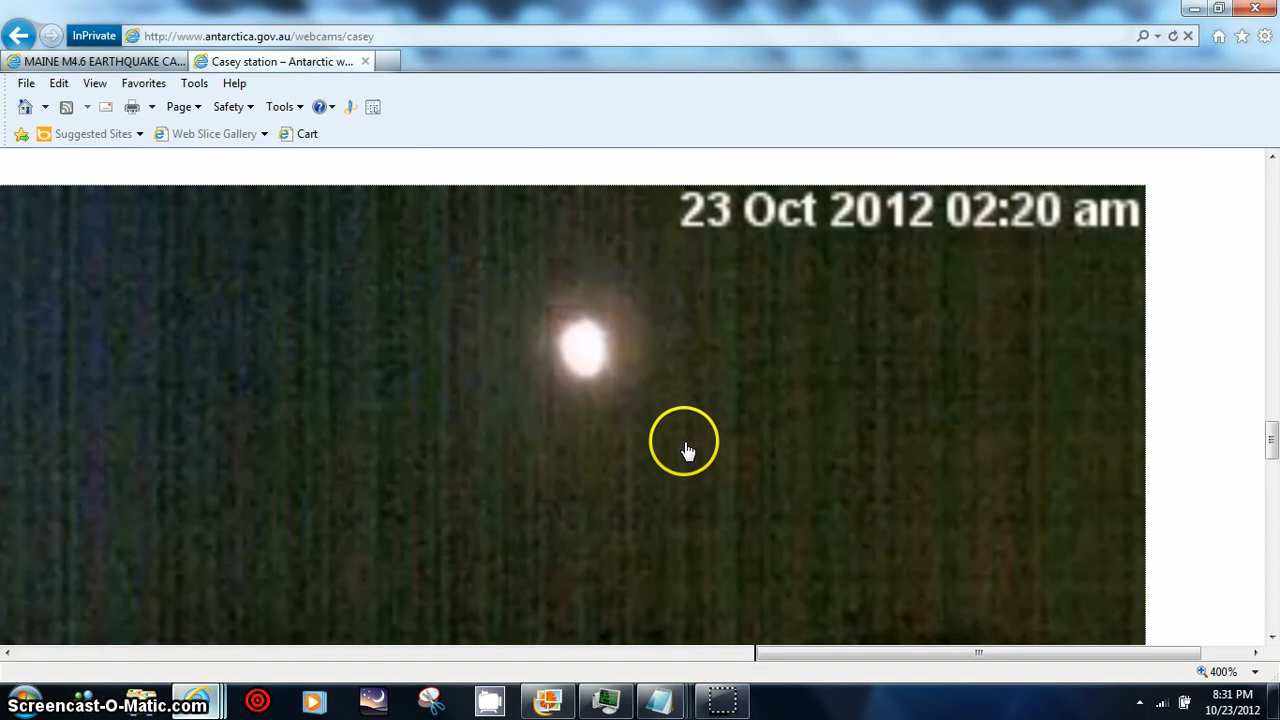 InPrivate
http://www.antarctica.gov.au/webcams/casey
MAINE M4.6 EARTHQUAKE CA...
Casey station – Antarctic w...
File Edit View Favorites Tools Help
Page Safety Tools
Suggested Sites Web Slice Gallery Cart
23 Oct 2012 02:20 am
400%
8:31 PM
10/23/2012
Screencast-O-Matic.com